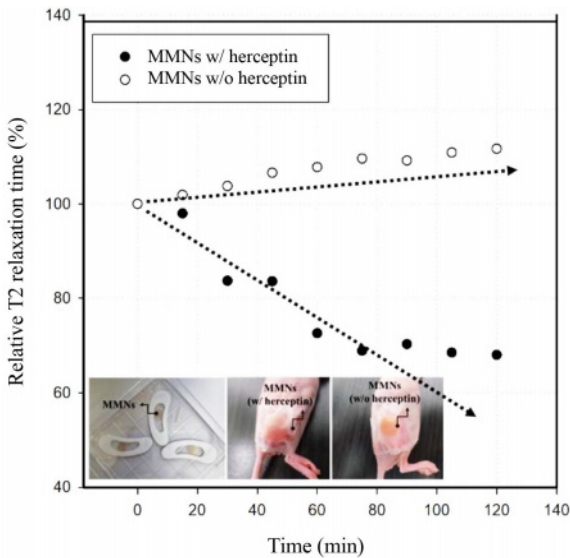 140
MMNs w/ herceptin
MMNs w/o herceptin
120
Relative T2 relaxation time (%)
100
80
60
40
MMNs
MMNs
(w/ herceptin)
MMNs
(w/o herceptin)
0 20 40 60 80 100 120 140
Time (min)